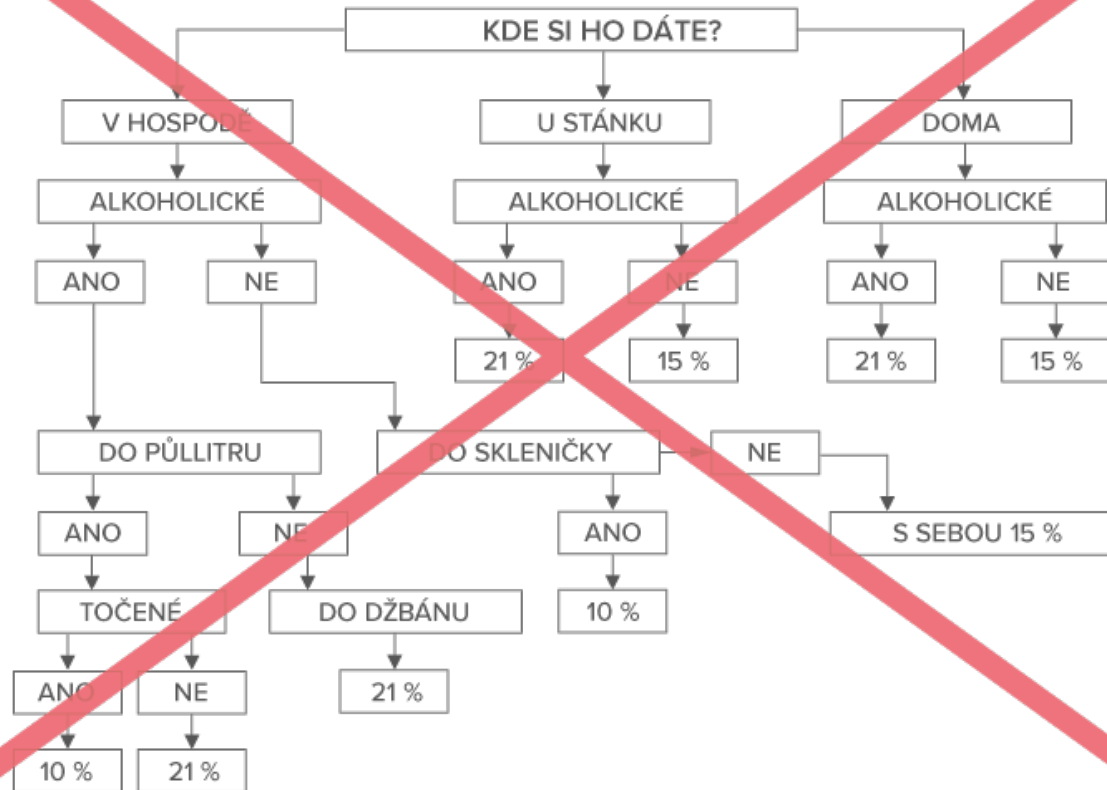 KDE SI HO DÁTE?
V HOSPODĚ
U STÁNKU
DOMA
ALKOHOLICKÉ
ALKOHOLICKÉ
ALKOHOLICKÉ
ANO
NE
ANO
NE
ANO
NE
21 %
15 %
21 %
15 %
DO PŮLLITRU
DO SKLENIČKY
NE
ANO
NE
ANO
S SEBOU 15 %
TOČENÉ
DO DŽBÁNU
10 %
ANO
NE
21 %
10 %
21 %